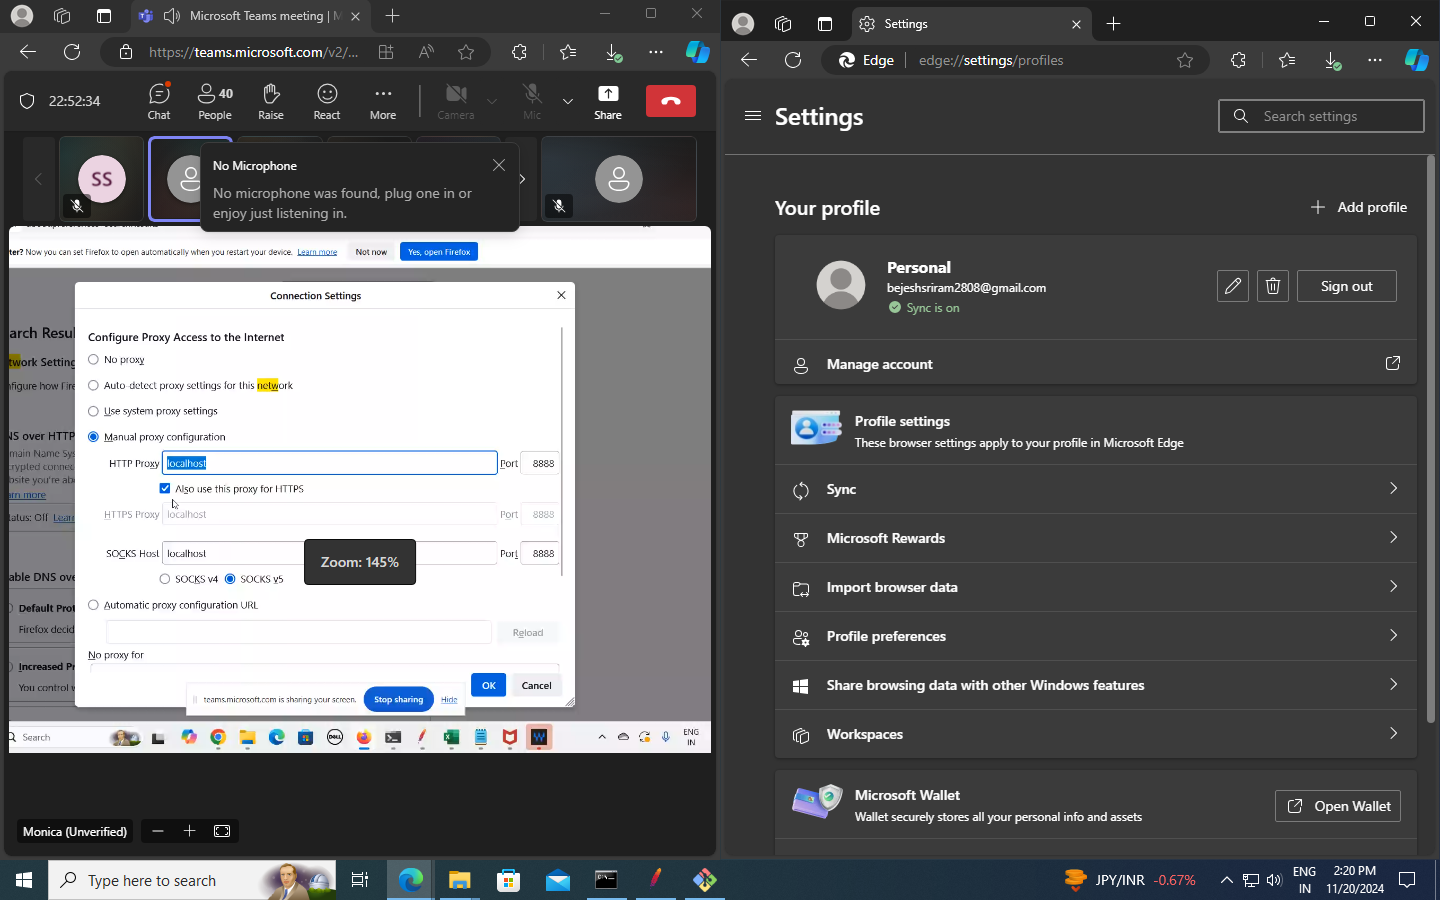 Microsoft Teams meeting | M
https://teams.microsoft.com/v2/...
22:52:34
Chat
40
People
Raise
React
More
Camera
Mic
Share
SS
No Microphone
No microphone was found, plug one in or
enjoy just listening in.
ter? Now you can set Firefox to open automatically when you restart your device. Learn more
Not now
Yes, open Firefox
Connection Settings
arch Resul
twork Setting
nfigure how Fire
NS over HTTP
main Name Sys
crypted connec
bsite you're abo
arn more
tatus: Off Lear
able DNS ove
Default Prot
Firefox decid
Increased Pr
You control w
Configure Proxy Access to the Internet
No proxy
Auto-detect proxy settings for this network
Use system proxy settings
Manual proxy configuration
HTTP Proxy localhost Port 8888
Also use this proxy for HTTPS
HTTPS Proxy localhost Port 8888
SOCKS Host localhost Port 8888
Zoom: 145%
SOCKS v4 SOCKS v5
Automatic proxy configuration URL
Reload
No proxy for
OK Cancel
teams.microsoft.com is sharing your screen. Stop sharing Hide
Search
DELL
ENG
IN
Monica (Unverified)
Settings
Edge edge://settings/profiles
Settings
Search settings
Your profile
Add profile
Personal
bejeshsriram2808@gmail.com
Sync is on
Sign out
Manage account
Profile settings
These browser settings apply to your profile in Microsoft Edge
Sync
Microsoft Rewards
Import browser data
Profile preferences
Share browsing data with other Windows features
Workspaces
Microsoft Wallet
Wallet securely stores all your personal info and assets
Open Wallet
Type here to search
JPY/INR -0.67%
ENG
IN
2:20 PM
11/20/2024